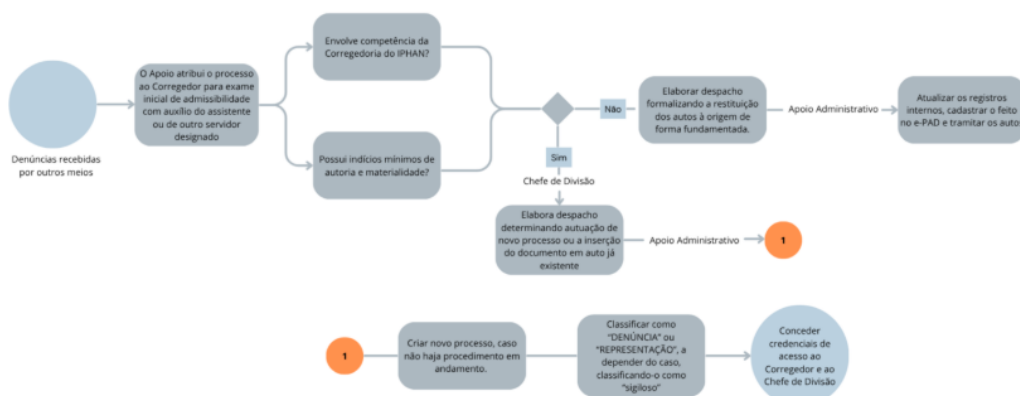 Denúncias recebidas
por outros meios
O Apoio atribui o processo
ao Corregedor para exame
inicial de admissibilidade
com auxílio do assistente
ou de outro servidor
designado
Envolve competência da
Corregedoria do IPHAN?
Possui indícios mínimos de
autoria e materialidade?
Não
Elaborar despacho
formalizando a restituição
dos autos à origem de
forma fundamentada.
Apoio Administrativo
Atualizar os registros
internos, cadastrar o feito
no e-PAD e tramitar os autos
Sim
Chefe de Divisão
Elabora despacho
determinando autuação de
novo processo ou a inserção
do documento em auto já
existente
Apoio Administrativo
1
1
Criar novo processo, caso
não haja procedimento em
andamento.
Classificar como
“DENÚNCIA” ou
“REPRESENTAÇÃO”, a
depender do caso,
classificando-o como
“sigiloso”
Conceder
credenciais de
acesso ao
Corregedor e ao
Chefe de Divisão